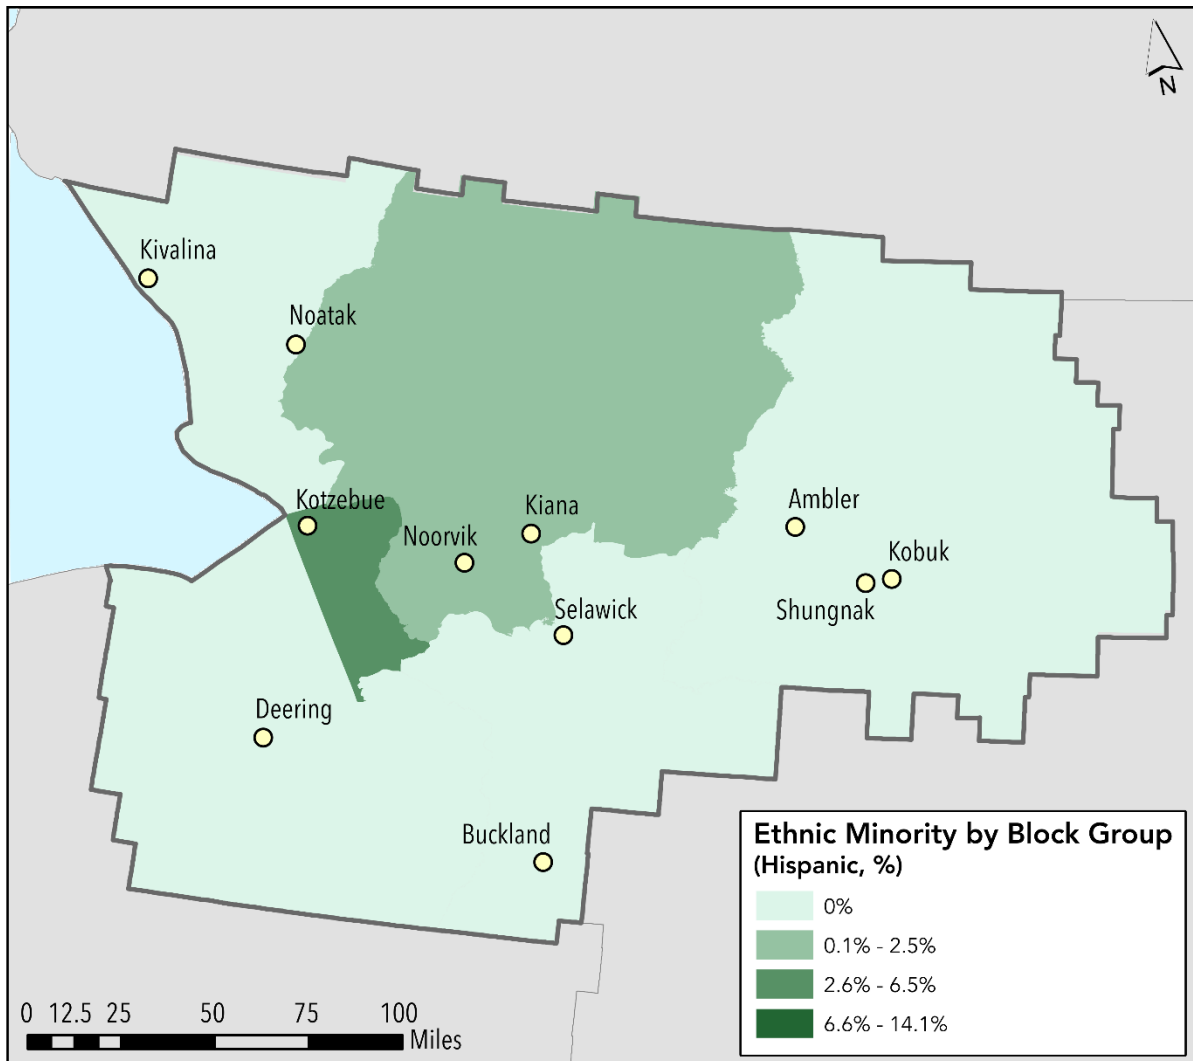 N
Kivalina
Noatak
Kotzebue
Kiana
Noorvik
Ambler
Kobuk
Shungnak
Selawick
Deering
Buckland
Ethnic Minority by Block Group
(Hispanic, %)
0%
0.1% - 2.5%
2.6% - 6.5%
6.6% - 14.1%
0 12.5 25 50 75 100
Miles